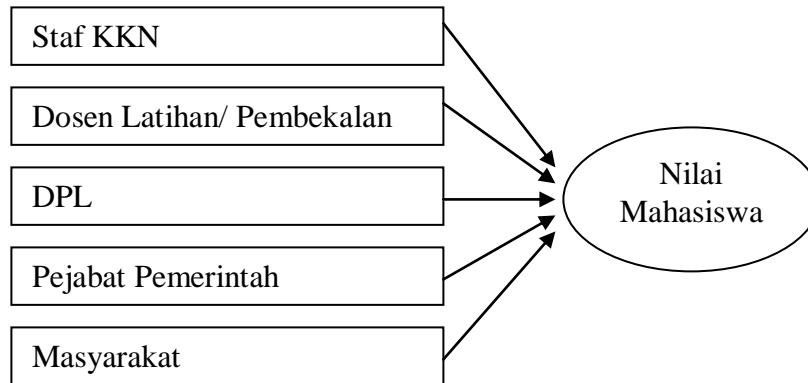 Staf KKN
Dosen Latihan/ Pembekalan
DPL
Pejabat Pemerintah
Masyarakat
Nilai
Mahasiswa